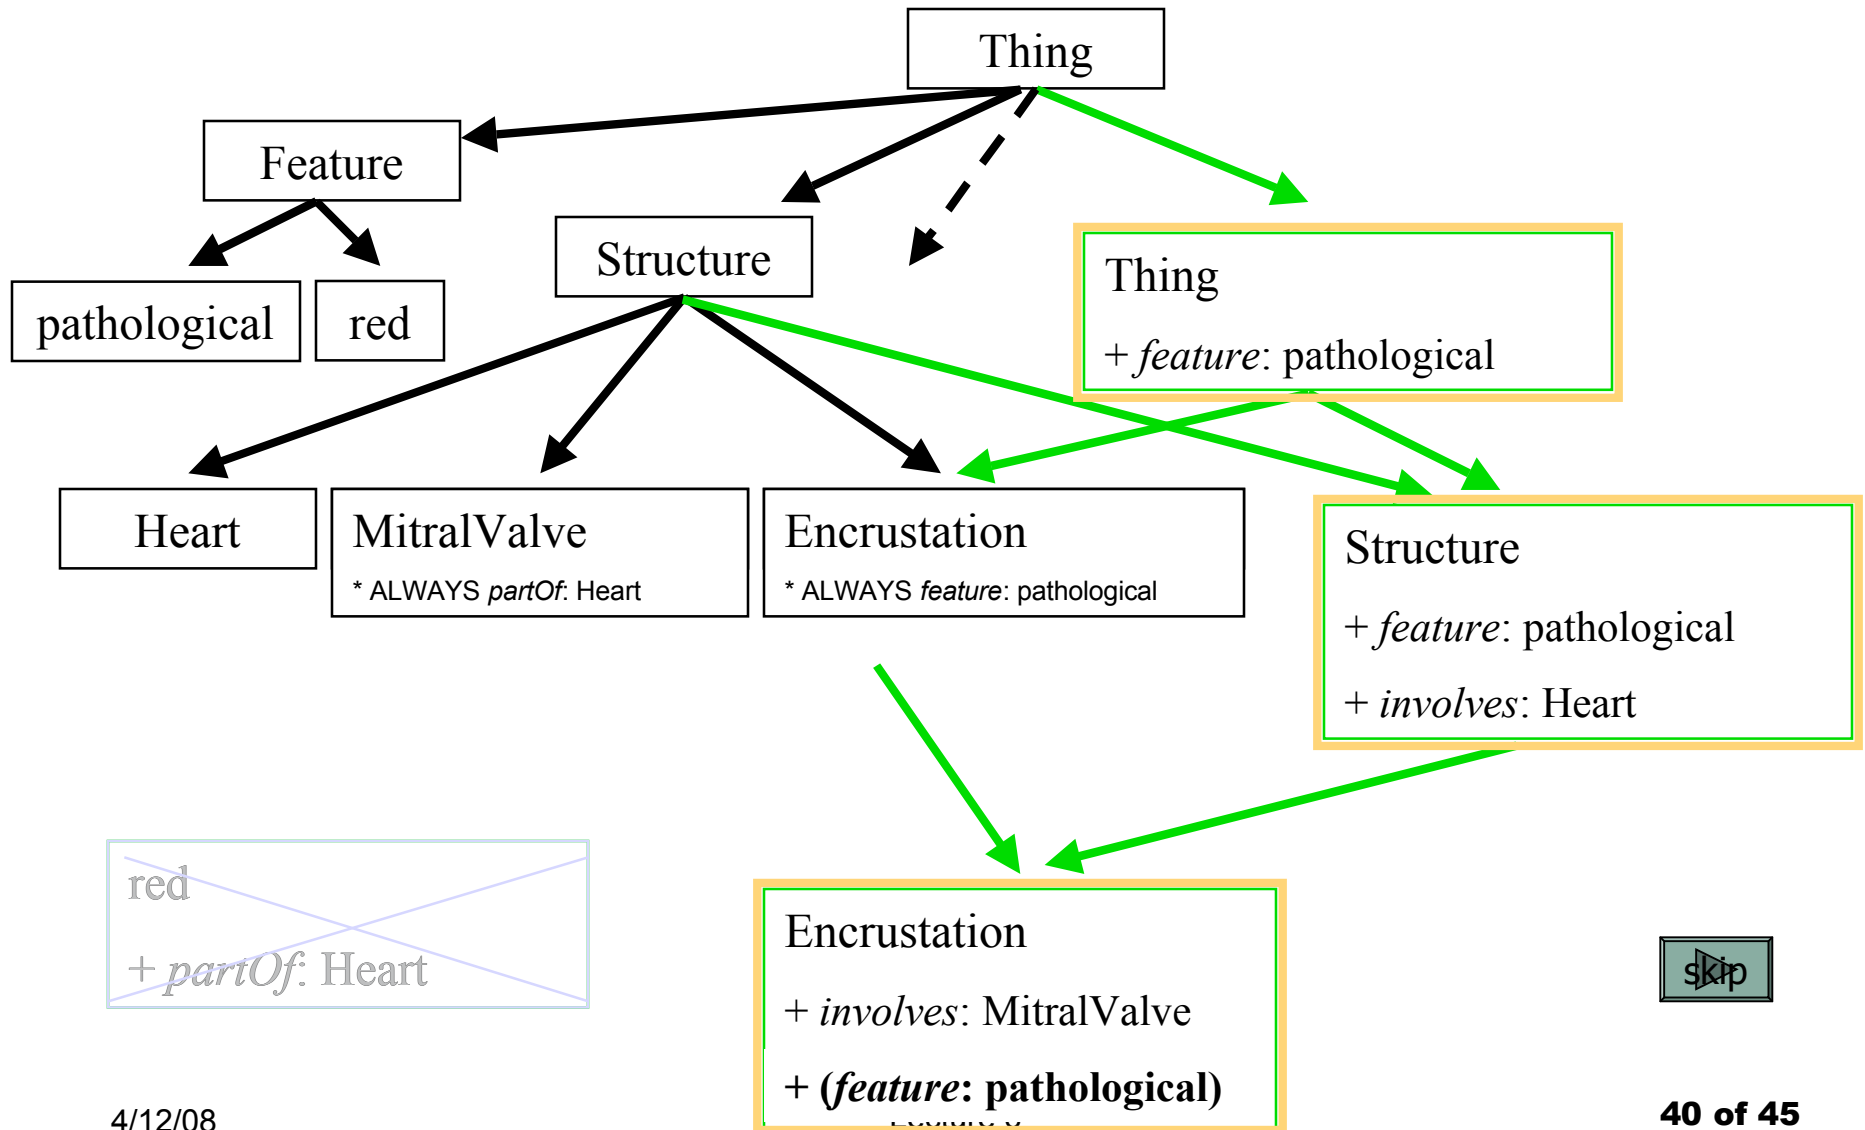 Thing
Feature
pathological
red
Structure
Thing
+ feature: pathological
Heart
MitralValve
* ALWAYS partOf: Heart
Encrustation
* ALWAYS feature: pathological
Structure
+ feature: pathological
+ involves: Heart
red
+ partOf: Heart
Encrustation
+ involves: MitralValve
+ (feature: pathological)
skip
4/12/08
40 of 45